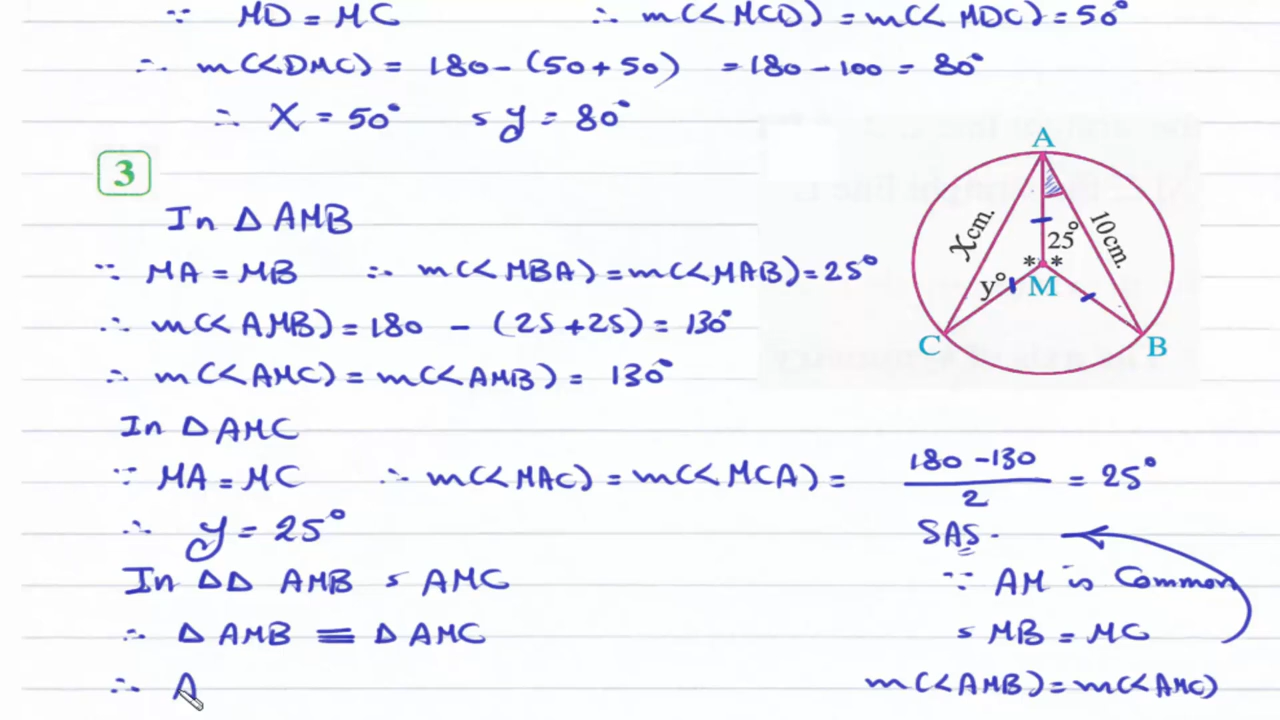 ∵ MD = MC ∴ m(<MCD) = m(<MDC) = 50°
∴ m(<DMC) = 180 - (50+50) = 180 - 100 = 80°
∴ X = 50° , y = 80°
3
In Δ AMB
∵ MA = MB ∴ m(<MBA) = m(<MAB) = 25°
∴ m(<AMB) = 180 - (25+25) = 130°
∴ m(<AMC) = m(<AMB) = 130°
In Δ AMC
∵ MA = MC ∴ m(<MAC) = m(<MCA) = (180 - 130)/2 = 25°
∴ y = 25°
In ΔΔ AMB , AMC
∴ Δ AMB ≡ Δ AMC
∴ A
SAS.
∵ AM is Common
, MB = MC
m(<AMB) = m(<AMC)
A
X cm.
10 cm.
25°
* *
y°
M
C
B